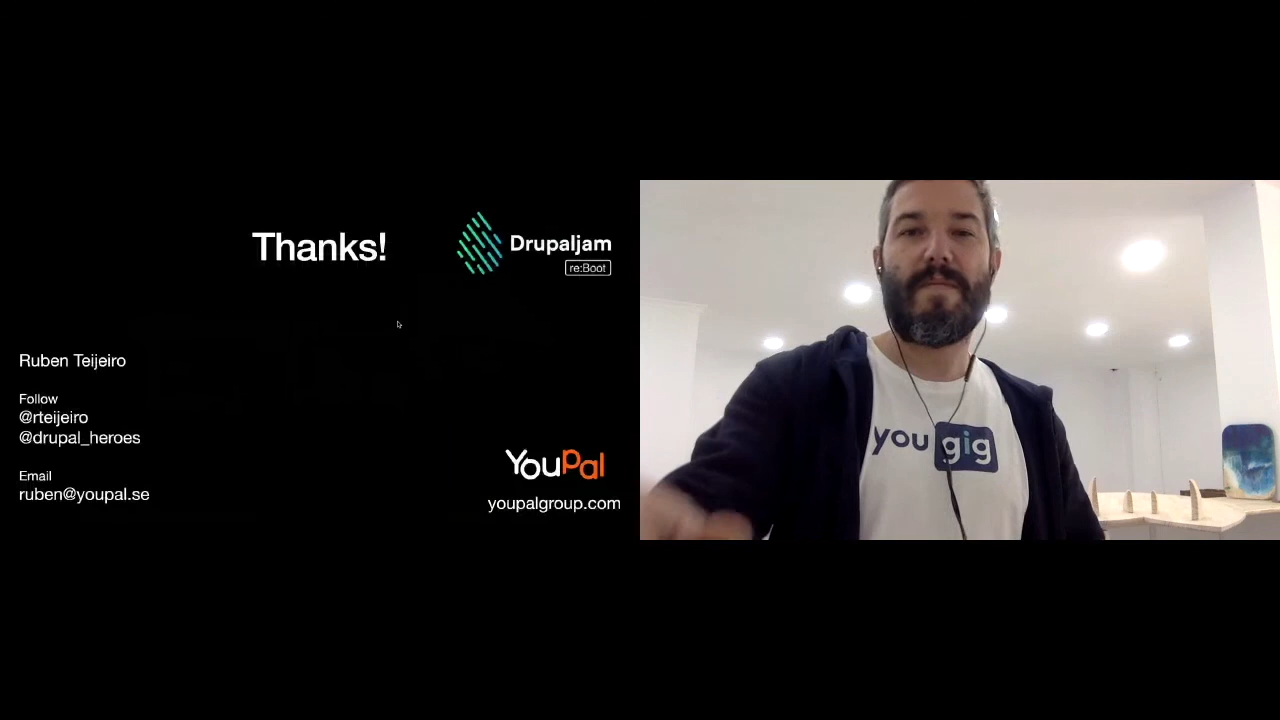 Thanks!
Drupaljam
re:Boot
Ruben Teijeiro
Follow
@rteijeiro
@drupal_heroes
Email
ruben@youpal.se
YouPal
youpalgroup.com
you gig